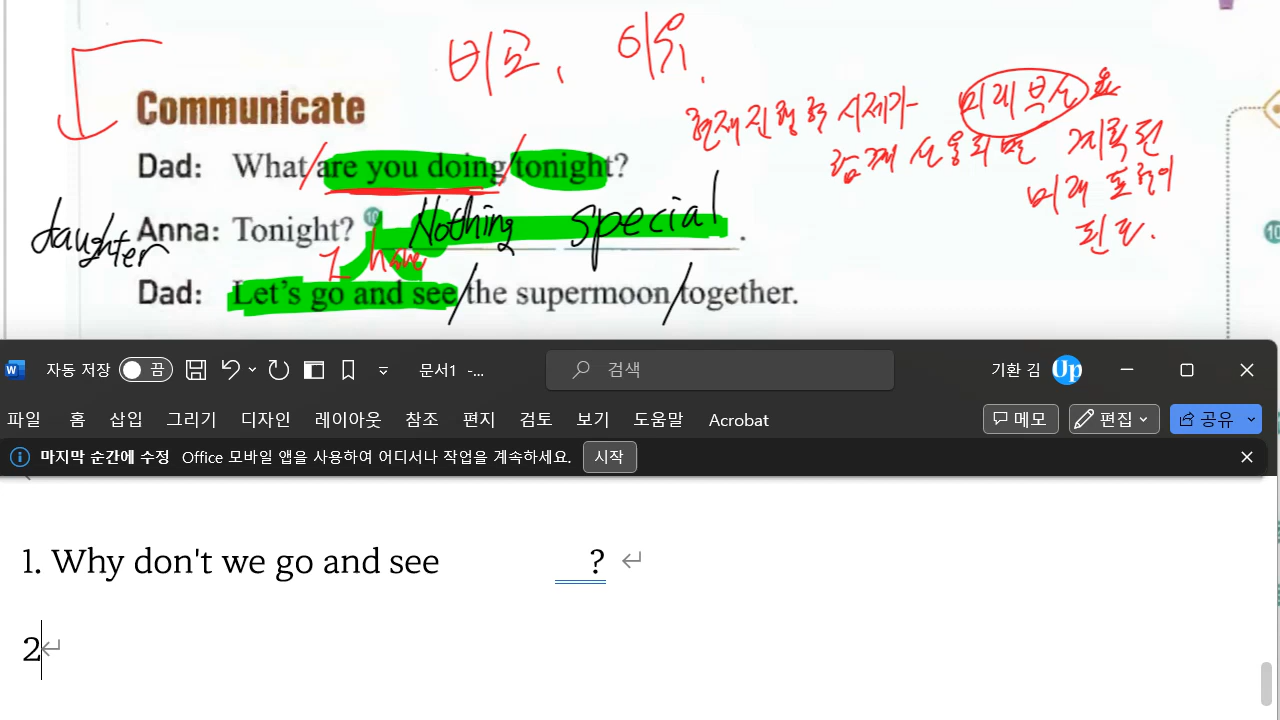 비교, 이유,
Communicate
현재진행형 시제가 미래부사와
함께 사용되면 계획된
미래 표현이
된다.
Dad: What/are you doing/tonight?
daughter Anna: Tonight? 10 Nothing special.
I have
Dad: Let's go and see/the supermoon/together.
10
자동 저장 끔 문서1 -... 검색 기환 김 Up
파일 홈 삽입 그리기 디자인 레이아웃 참조 편지 검토 보기 도움말 Acrobat 메모 편집 공유
마지막 순간에 수정 Office 모바일 앱을 사용하여 어디서나 작업을 계속하세요. 시작
1. Why don't we go and see ?
2